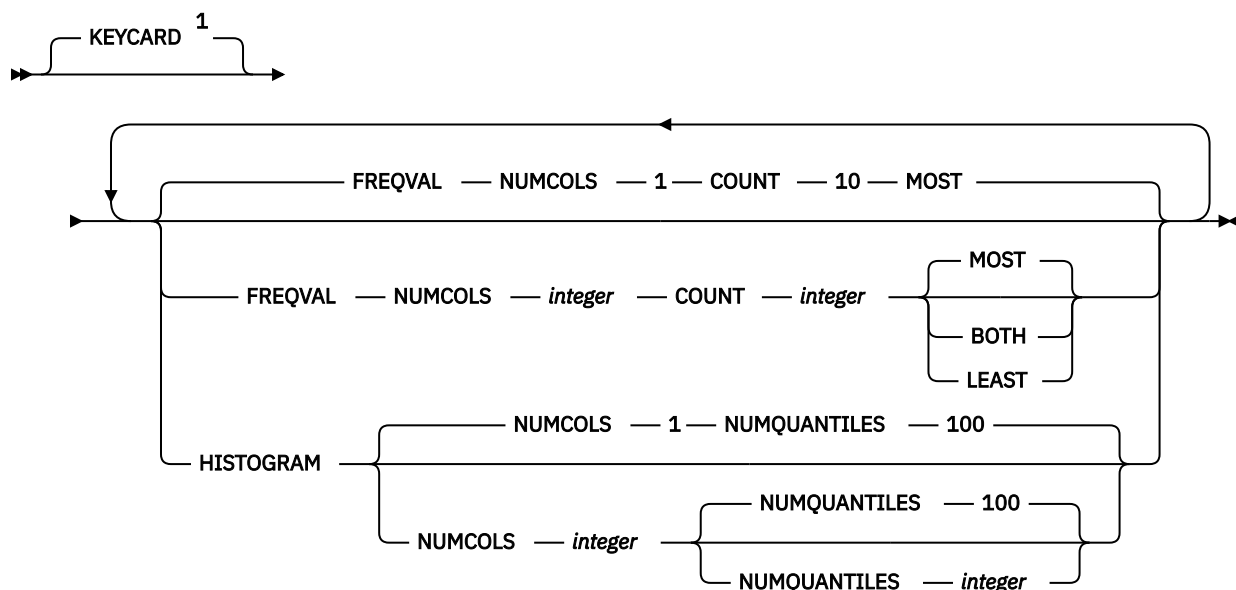 KEYCARD 1
FREQVAL NUMCOLS 1 COUNT 10 MOST
MOST
FREQVAL NUMCOLS integer COUNT integer
BOTH
LEAST
NUMCOLS 1 NUMQUANTILES 100
HISTOGRAM
NUMQUANTILES 100
NUMCOLS integer
NUMQUANTILES integer